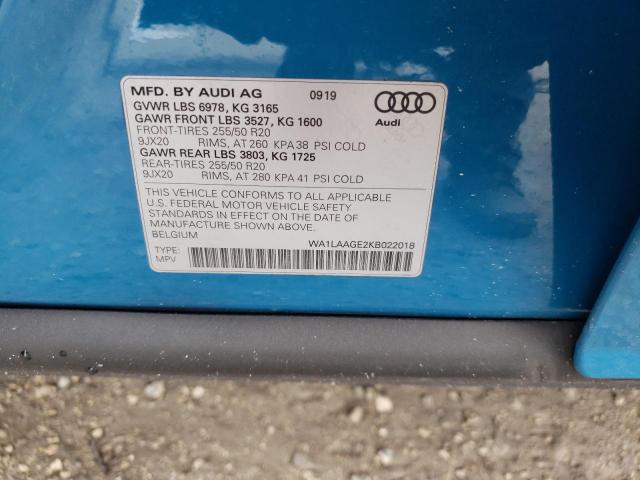 MFD. BY AUDI AG 0919
GVWR LBS 6978, KG 3165
GAWR FRONT LBS 3527, KG 1600
FRONT-TIRES 255/50 R20
9JX20 RIMS, AT 260 KPA 38 PSI COLD
GAWR REAR LBS 3803, KG 1725
REAR-TIRES 255/50 R20
9JX20 RIMS, AT 280 KPA 41 PSI COLD
Audi
THIS VEHICLE CONFORMS TO ALL APPLICABLE
U.S. FEDERAL MOTOR VEHICLE SAFETY
STANDARDS IN EFFECT ON THE DATE OF
MANUFACTURE SHOWN ABOVE.
BELGIUM WA1LAAGE2KB022018
TYPE:
MPV